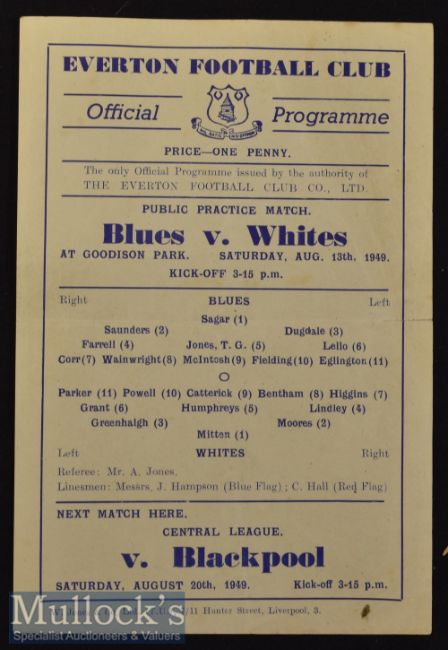 EVERTON FOOTBALL CLUB
Official Programme
PRICE—ONE PENNY.
The only Official Programme issued by the authority of
THE EVERTON FOOTBALL CLUB CO., LTD.
PUBLIC PRACTICE MATCH.
Blues v. Whites
AT GOODISON PARK. SATURDAY, AUG. 13th, 1949.
KICK-OFF 3-15 p.m.
Right BLUES Left
Sagar (1)
Saunders (2) Dugdale (3)
Farrell (4) Jones, T. G. (5) Lello (6)
Corr (7) Wainwright (8) McIntosh (9) Fielding (10) Eglington (11)
O
Parker (11) Powell (10) Catterick (9) Bentham (8) Higgins (7)
Grant (6) Humphreys (5) Lindley (4)
Greenhalgh (3) Moores (2)
Mitten (1)
Left WHITES Right
Referee: Mr. A. Jones.
Linesmen: Messrs. J. Hampson (Blue Flag); C. Hall (Red Flag)
NEXT MATCH HERE.
CENTRAL LEAGUE.
v. Blackpool
SATURDAY, AUGUST 20th, 1949. Kick-off 3-15 p.m.
/11 Hunter Street, Liverpool, 3.
Mullock's
Specialist Auctioneers & Valuers